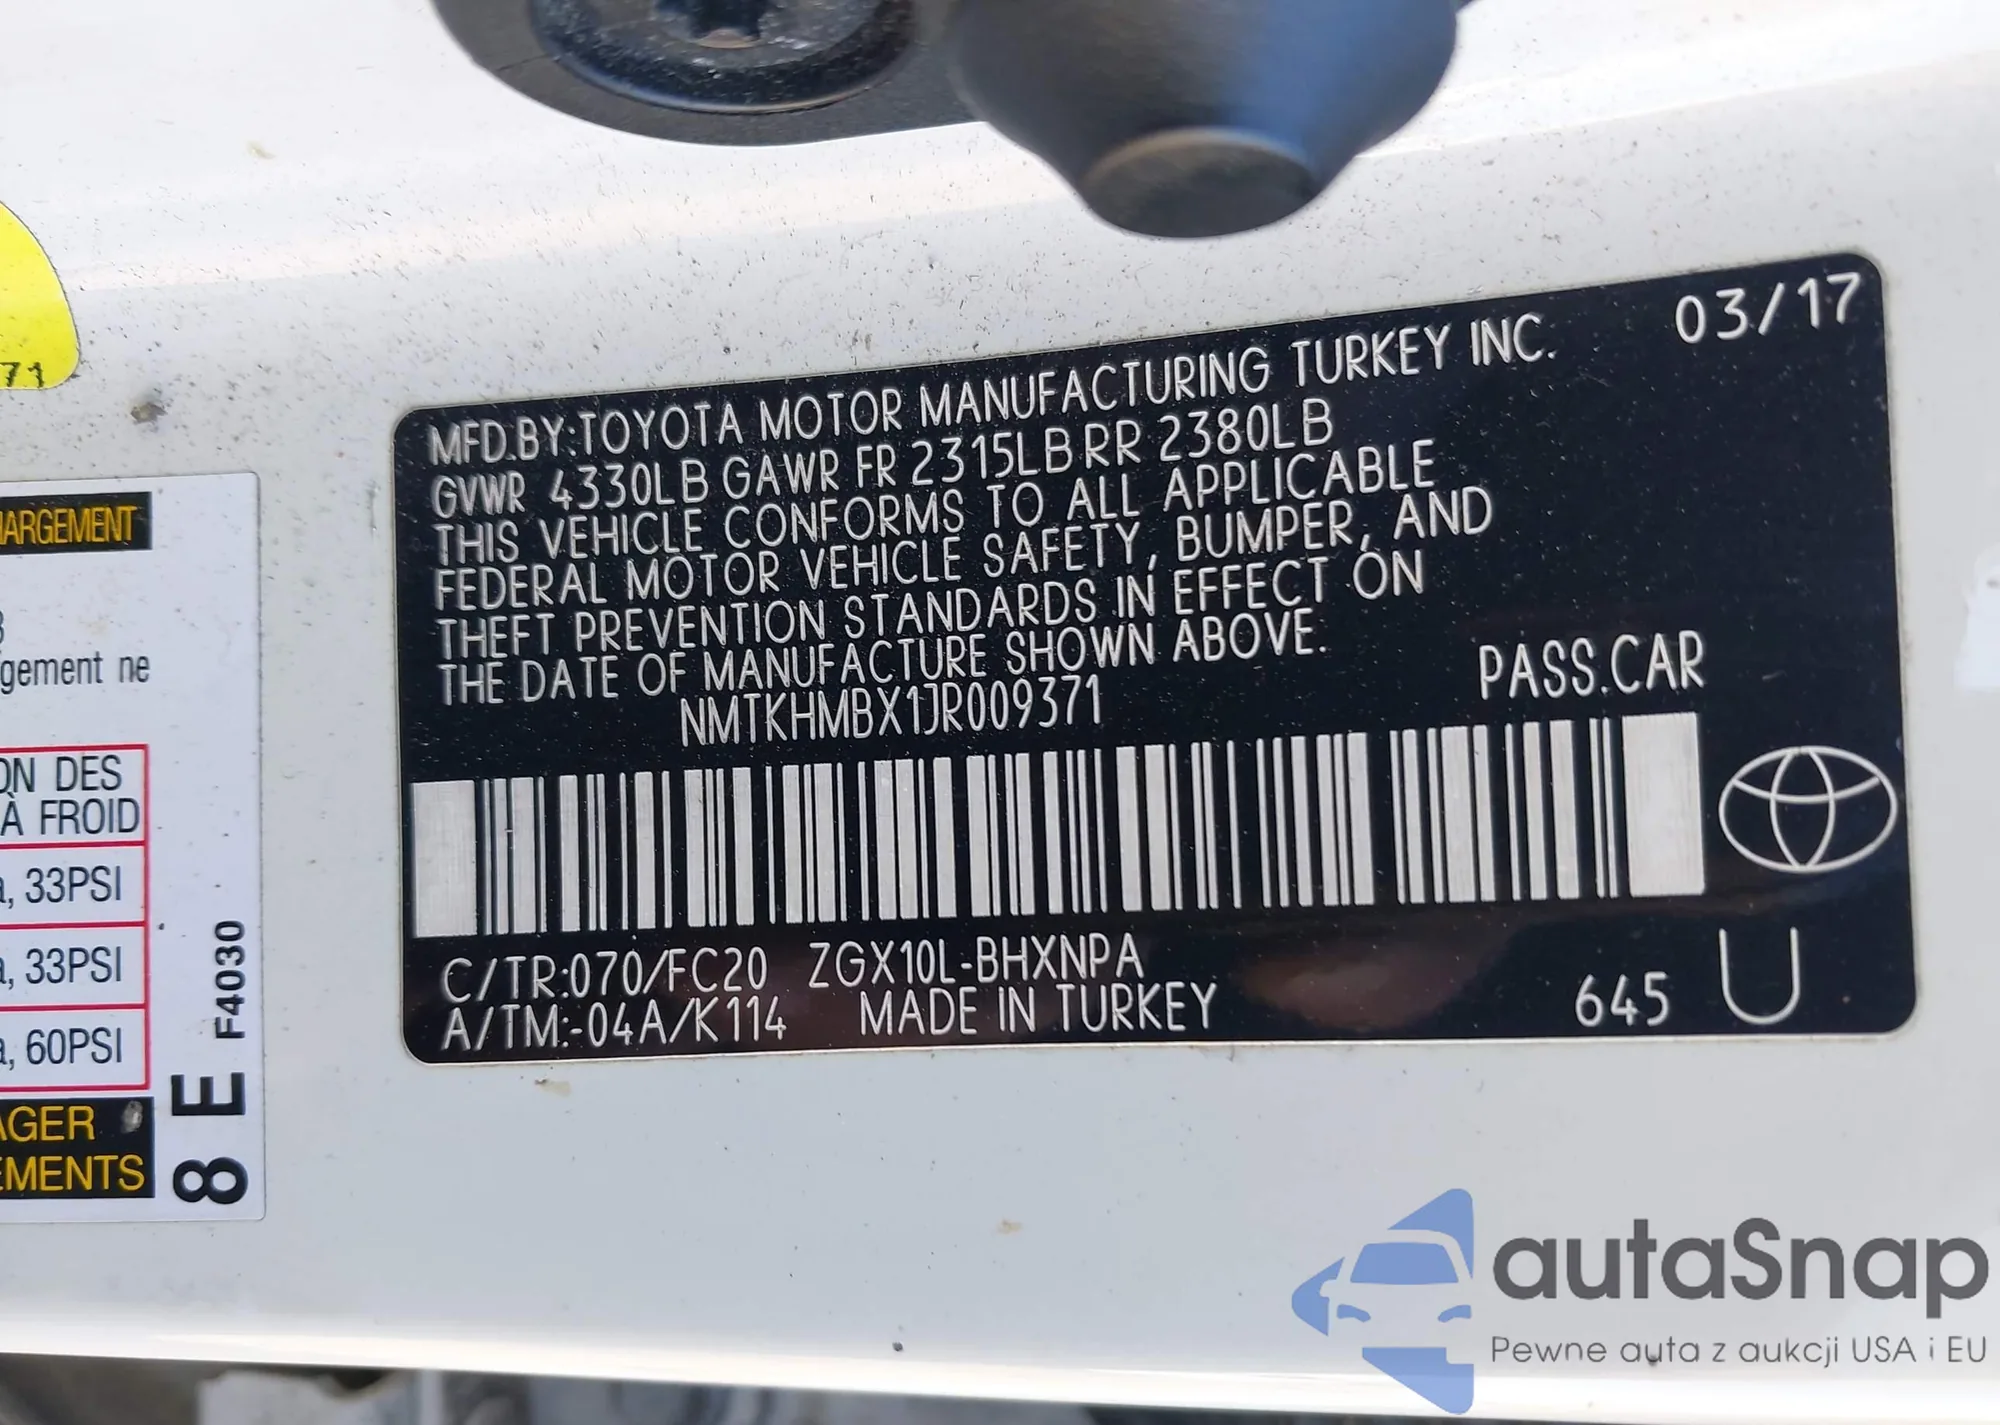 71
ARGEMENT
gement ne
ON DES
À FROID
a, 33PSI
a, 33PSI
a, 60PSI
AGER
EMENTS
8 E F4030
03/17
MFD.BY:TOYOTA MOTOR MANUFACTURING TURKEY INC.
GVWR 4330LB GAWR FR 2315LB RR 2380LB
THIS VEHICLE CONFORMS TO ALL APPLICABLE
FEDERAL MOTOR VEHICLE SAFETY, BUMPER, AND
THEFT PREVENTION STANDARDS IN EFFECT ON
THE DATE OF MANUFACTURE SHOWN ABOVE.
NMTKHMBX1JR009371
PASS.CAR
C/TR:070/FC20 ZGX10L-BHXNPA
A/TM:-04A/K114 MADE IN TURKEY
645 U
autaSnap
Pewne auta z aukcji USA i EU